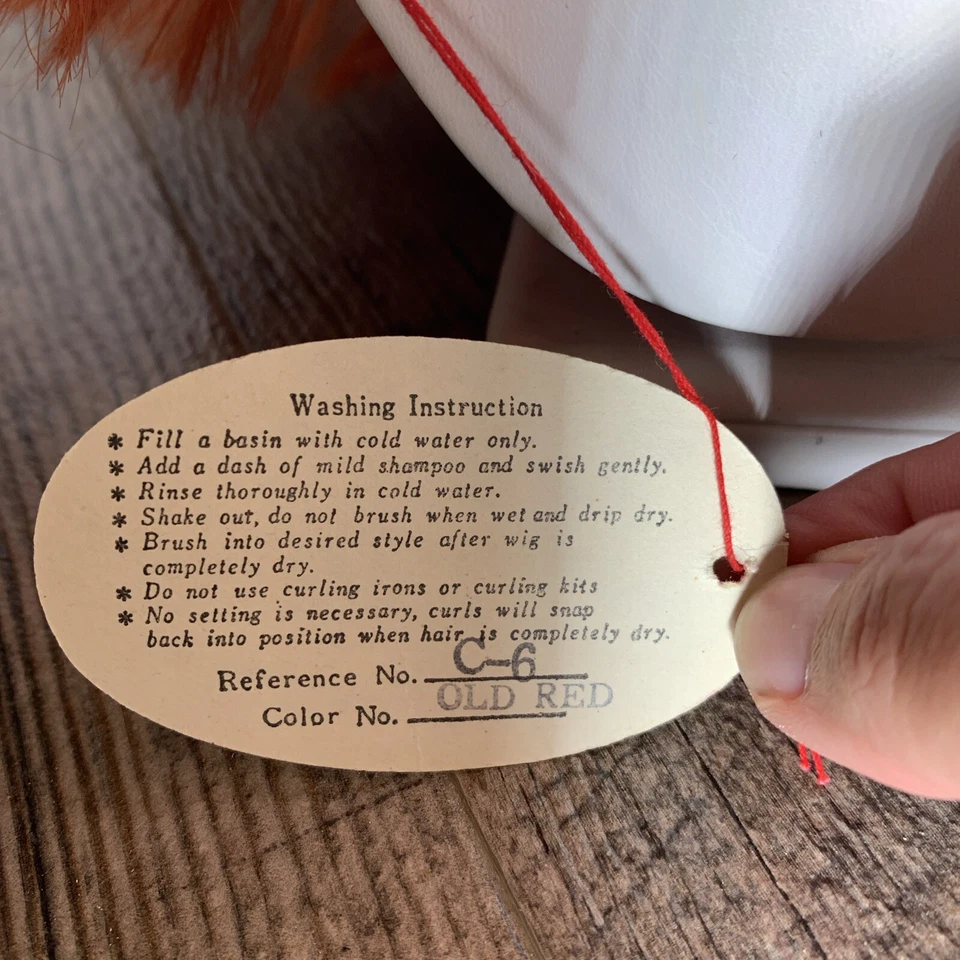 Washing Instruction
* Fill a basin with cold water only.
* Add a dash of mild shampoo and swish gently.
* Rinse thoroughly in cold water.
* Shake out, do not brush when wet and drip dry.
* Brush into desired style after wig is
completely dry.
* Do not use curling irons or curling kits
* No setting is necessary, curls will snap
back into position when hair is completely dry.
Reference No. C-6
Color No. OLD RED